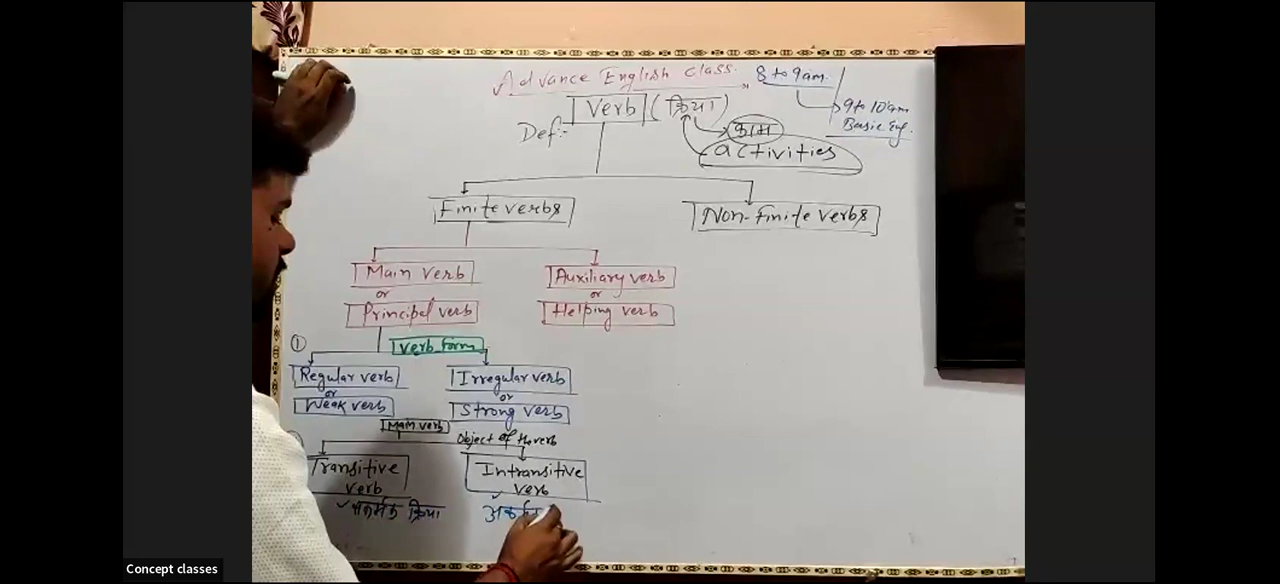 Advance English Class. 8 to 9am
9 to 10am
Basic Eng.
Verb (क्रिया)
Def:-
काम
activities
Finite verbs
Non-finite verbs
Main verb
or
Principal verb
Auxiliary verb
or
Helping verb
①
Verb form
Regular verb
or
Weak verb
Irregular verb
or
Strong verb
Main verb
Object of the verb
Transitive
verb
Intransitive
verb
सकर्मक क्रिया
Concept classes